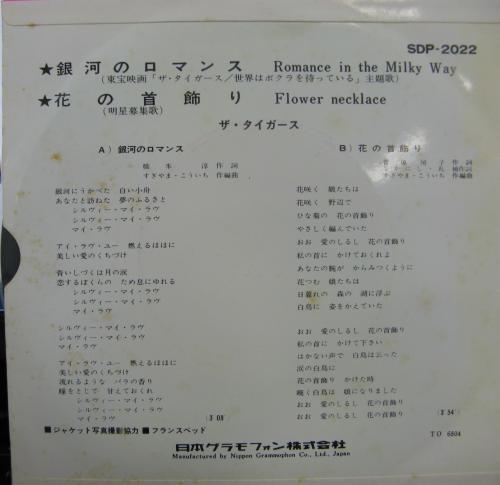 SDP-2022
★銀河のロマンス Romance in the Milky Way
(東宝映画「ザ・タイガース/世界はボクラを待っている」主題歌)
★花の首飾り Flower necklace
(明星募集歌)
ザ・タイガース
A) 銀河のロマンス
橋本 淳 作詞
すぎやま・こういち 作編曲
銀河にうかべた 白い小舟
あなたと訪ねた 夢のふるさと
シルヴィー・マイ・ラヴ
シルヴィー・マイ・ラヴ
マイ・ラヴ
アイ・ラヴ・ユー 燃えるほほに
美しい愛のくちづけ
青いしづくは月の涙
恋するぼくらの ため息にゆれる
シルヴィー・マイ・ラヴ
シルヴィー・マイ・ラヴ
マイ・ラヴ
シルヴィー・マイ・ラヴ
シルヴィー・マイ・ラヴ
マイ・ラヴ
アイ・ラヴ・ユー 燃えるほほに
美しい愛のくちづけ
流れるような バラの香り
瞳をとじて 甘えておくれ
シルヴィー・マイ・ラヴ
シルヴィー・マイ・ラヴ
マイ・ラヴ
(3′08″)
B) 花の首飾り
菅原房子 作詞
なかにし・礼 補作詞
すぎやま・こういち 作編曲
花咲く 娘たちは
花咲く 野辺で
ひな菊の 花の首飾り
やさしく編んでいた
おお 愛のしるし 花の首飾り
私の首に かけておくれよ
あなたの腕が からみつくように
花つむ 娘たちは
日暮れの 森の 湖に浮ぶ
白鳥に 姿をかえていた
おお 愛のしるし 花の首飾り
私の首に かけて下さい
はかない声で 白鳥は云った
涙の白鳥に
花の首飾り かけた時
嘆く白鳥は 娘になりました
おお 愛のしるし 花の首飾り
おお 愛のしるし 花の首飾り
(3′54″)
■ジャケット写真撮影協力 ■フランスベッド
TO 6804
日本グラモフォン株式会社
Manufactured by Nippon Grammophon Co., Ltd., Japan